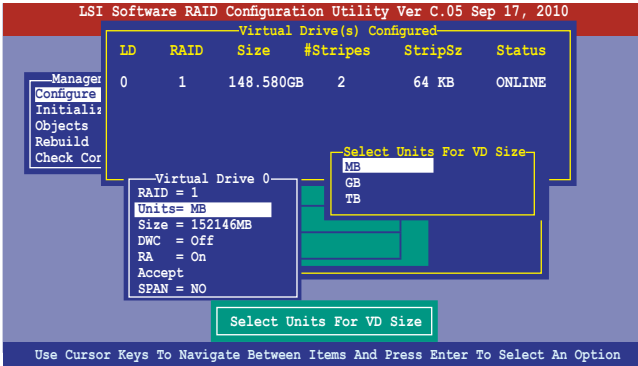 LSI Software RAID Configuration Utility Ver C.05 Sep 17, 2010
Virtual Drive(s) Configured
LD RAID Size #Stripes StripSz Status
0 1 148.580GB 2 64 KB ONLINE
Manager
Configure
Initializ
Objects
Rebuild
Check Con
Select Units For VD Size
MB
GB
TB
Virtual Drive 0
RAID = 1
Units= MB
Size = 152146MB
DWC = Off
RA = On
Accept
SPAN = NO
Select Units For VD Size
Use Cursor Keys To Navigate Between Items And Press Enter To Select An Option